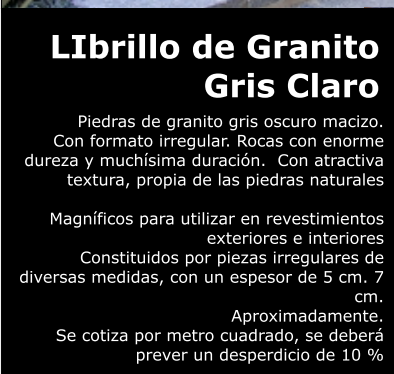 LIbrillo de Granito
Gris Claro
Piedras de granito gris oscuro macizo.
Con formato irregular. Rocas con enorme
dureza y muchísima duración.  Con atractiva
textura, propia de las piedras naturales
Magníficos para utilizar en revestimientos
exteriores e interiores
Constituidos por piezas irregulares de
diversas medidas, con un espesor de 5 cm. 7
cm.
Aproximadamente.
Se cotiza por metro cuadrado, se deberá
prever un desperdicio de 10 %